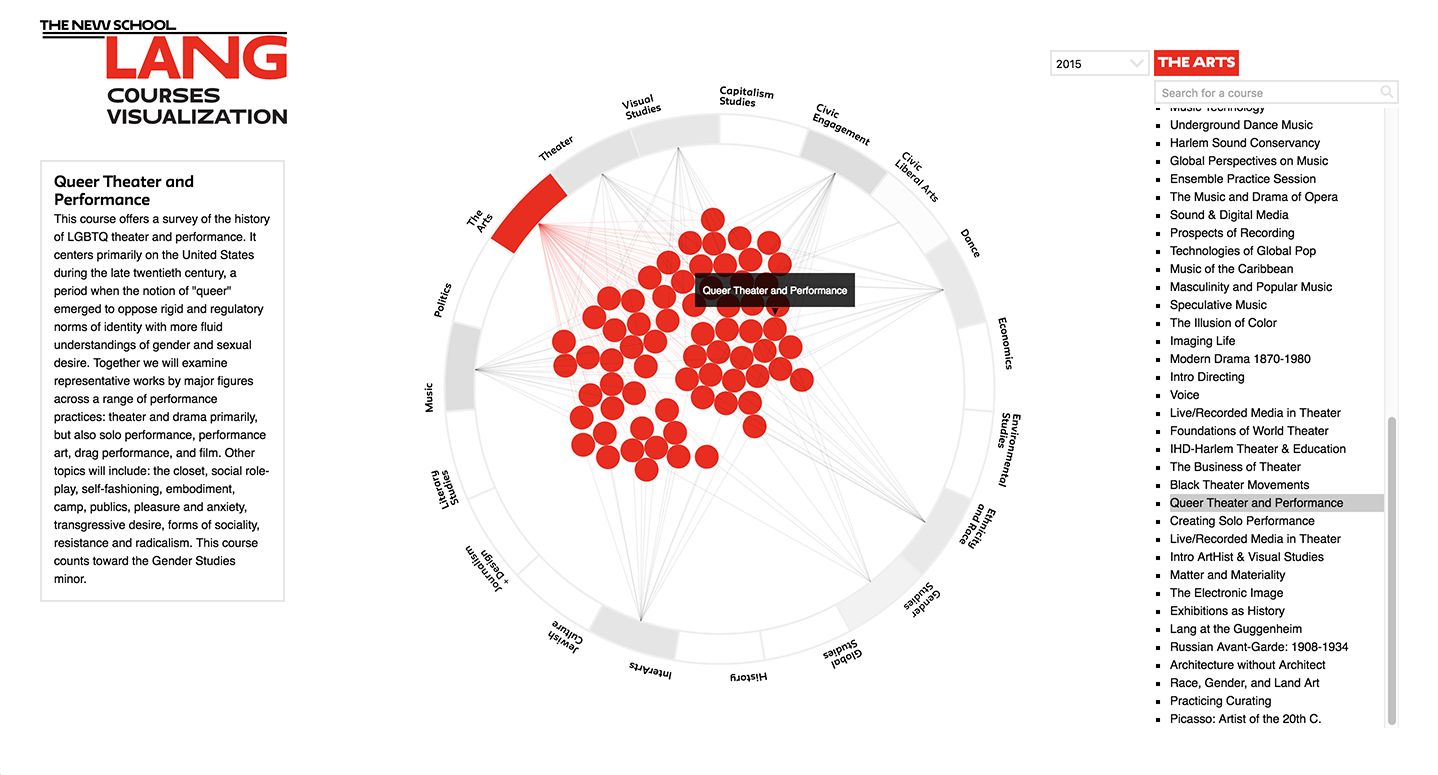 THE NEW SCHOOL
LANG
COURSES
VISUALIZATION
Queer Theater and
Performance
This course offers a survey of the history
of LGBTQ theater and performance. It
centers primarily on the United States
during the late twentieth century, a
period when the notion of "queer"
emerged to oppose rigid and regulatory
norms of identity with more fluid
understandings of gender and sexual
desire. Together we will examine
representative works by major figures
across a range of performance
practices: theater and drama primarily,
but also solo performance, performance
art, drag performance, and film. Other
topics will include: the closet, social role-
play, self-fashioning, embodiment,
camp, publics, pleasure and anxiety,
transgressive desire, forms of sociality,
resistance and radicalism. This course
counts toward the Gender Studies
minor.
Capitalism
Studies
Civic
Engagement
Civic
Liberal Arts
Dance
Economics
Environmental
Studies
Ethnicity
and Race
Gender
Studies
Global
Studies
History
InterArts
Jewish
Culture
Journalism
+ Design
Literary
Studies
Music
Politics
The
Arts
Theater
Visual
Studies
Queer Theater and Performance
2015
THE ARTS
Search for a course
Music Technology
Underground Dance Music
Harlem Sound Conservancy
Global Perspectives on Music
Ensemble Practice Session
The Music and Drama of Opera
Sound & Digital Media
Prospects of Recording
Technologies of Global Pop
Music of the Caribbean
Masculinity and Popular Music
Speculative Music
The Illusion of Color
Imaging Life
Modern Drama 1870-1980
Intro Directing
Voice
Live/Recorded Media in Theater
Foundations of World Theater
IHD-Harlem Theater & Education
The Business of Theater
Black Theater Movements
Queer Theater and Performance
Creating Solo Performance
Live/Recorded Media in Theater
Intro ArtHist & Visual Studies
Matter and Materiality
The Electronic Image
Exhibitions as History
Lang at the Guggenheim
Russian Avant-Garde: 1908-1934
Architecture without Architect
Race, Gender, and Land Art
Practicing Curating
Picasso: Artist of the 20th C.